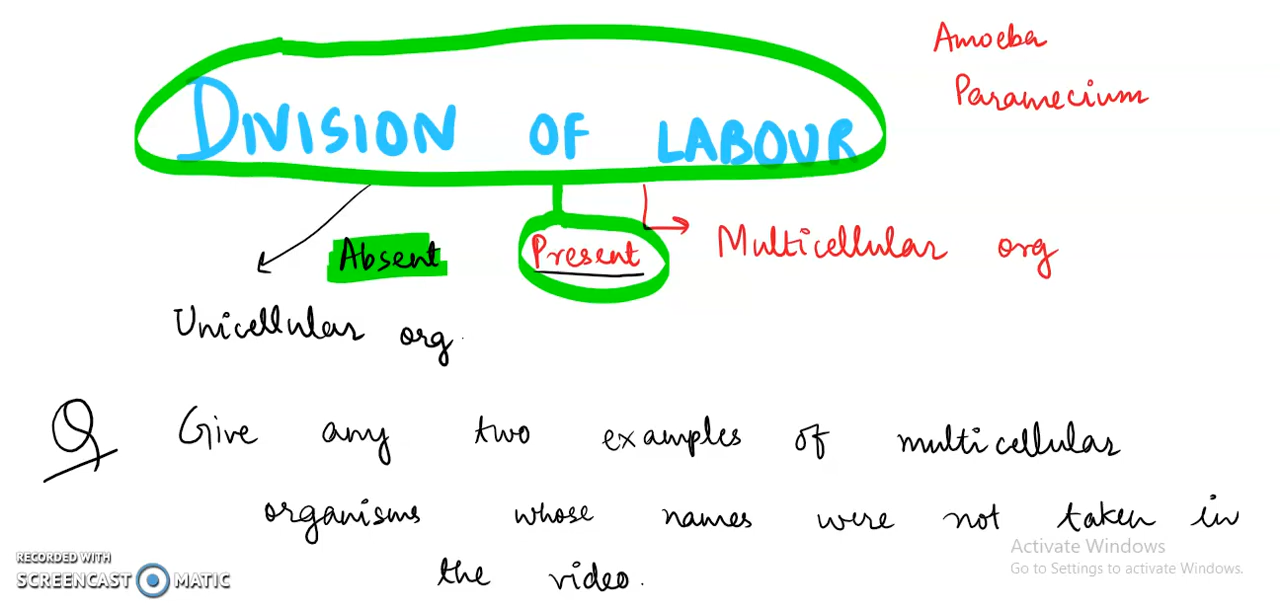 Amoeba
Paramecium
DIVISION OF LABOUR
Absent
Present
Multicellular org
Unicellular org.
Q Give any two examples of multicellular
organisms whose names were not taken in
the video.
Activate Windows
Go to Settings to activate Windows.
RECORDED WITH
SCREENCAST MATIC